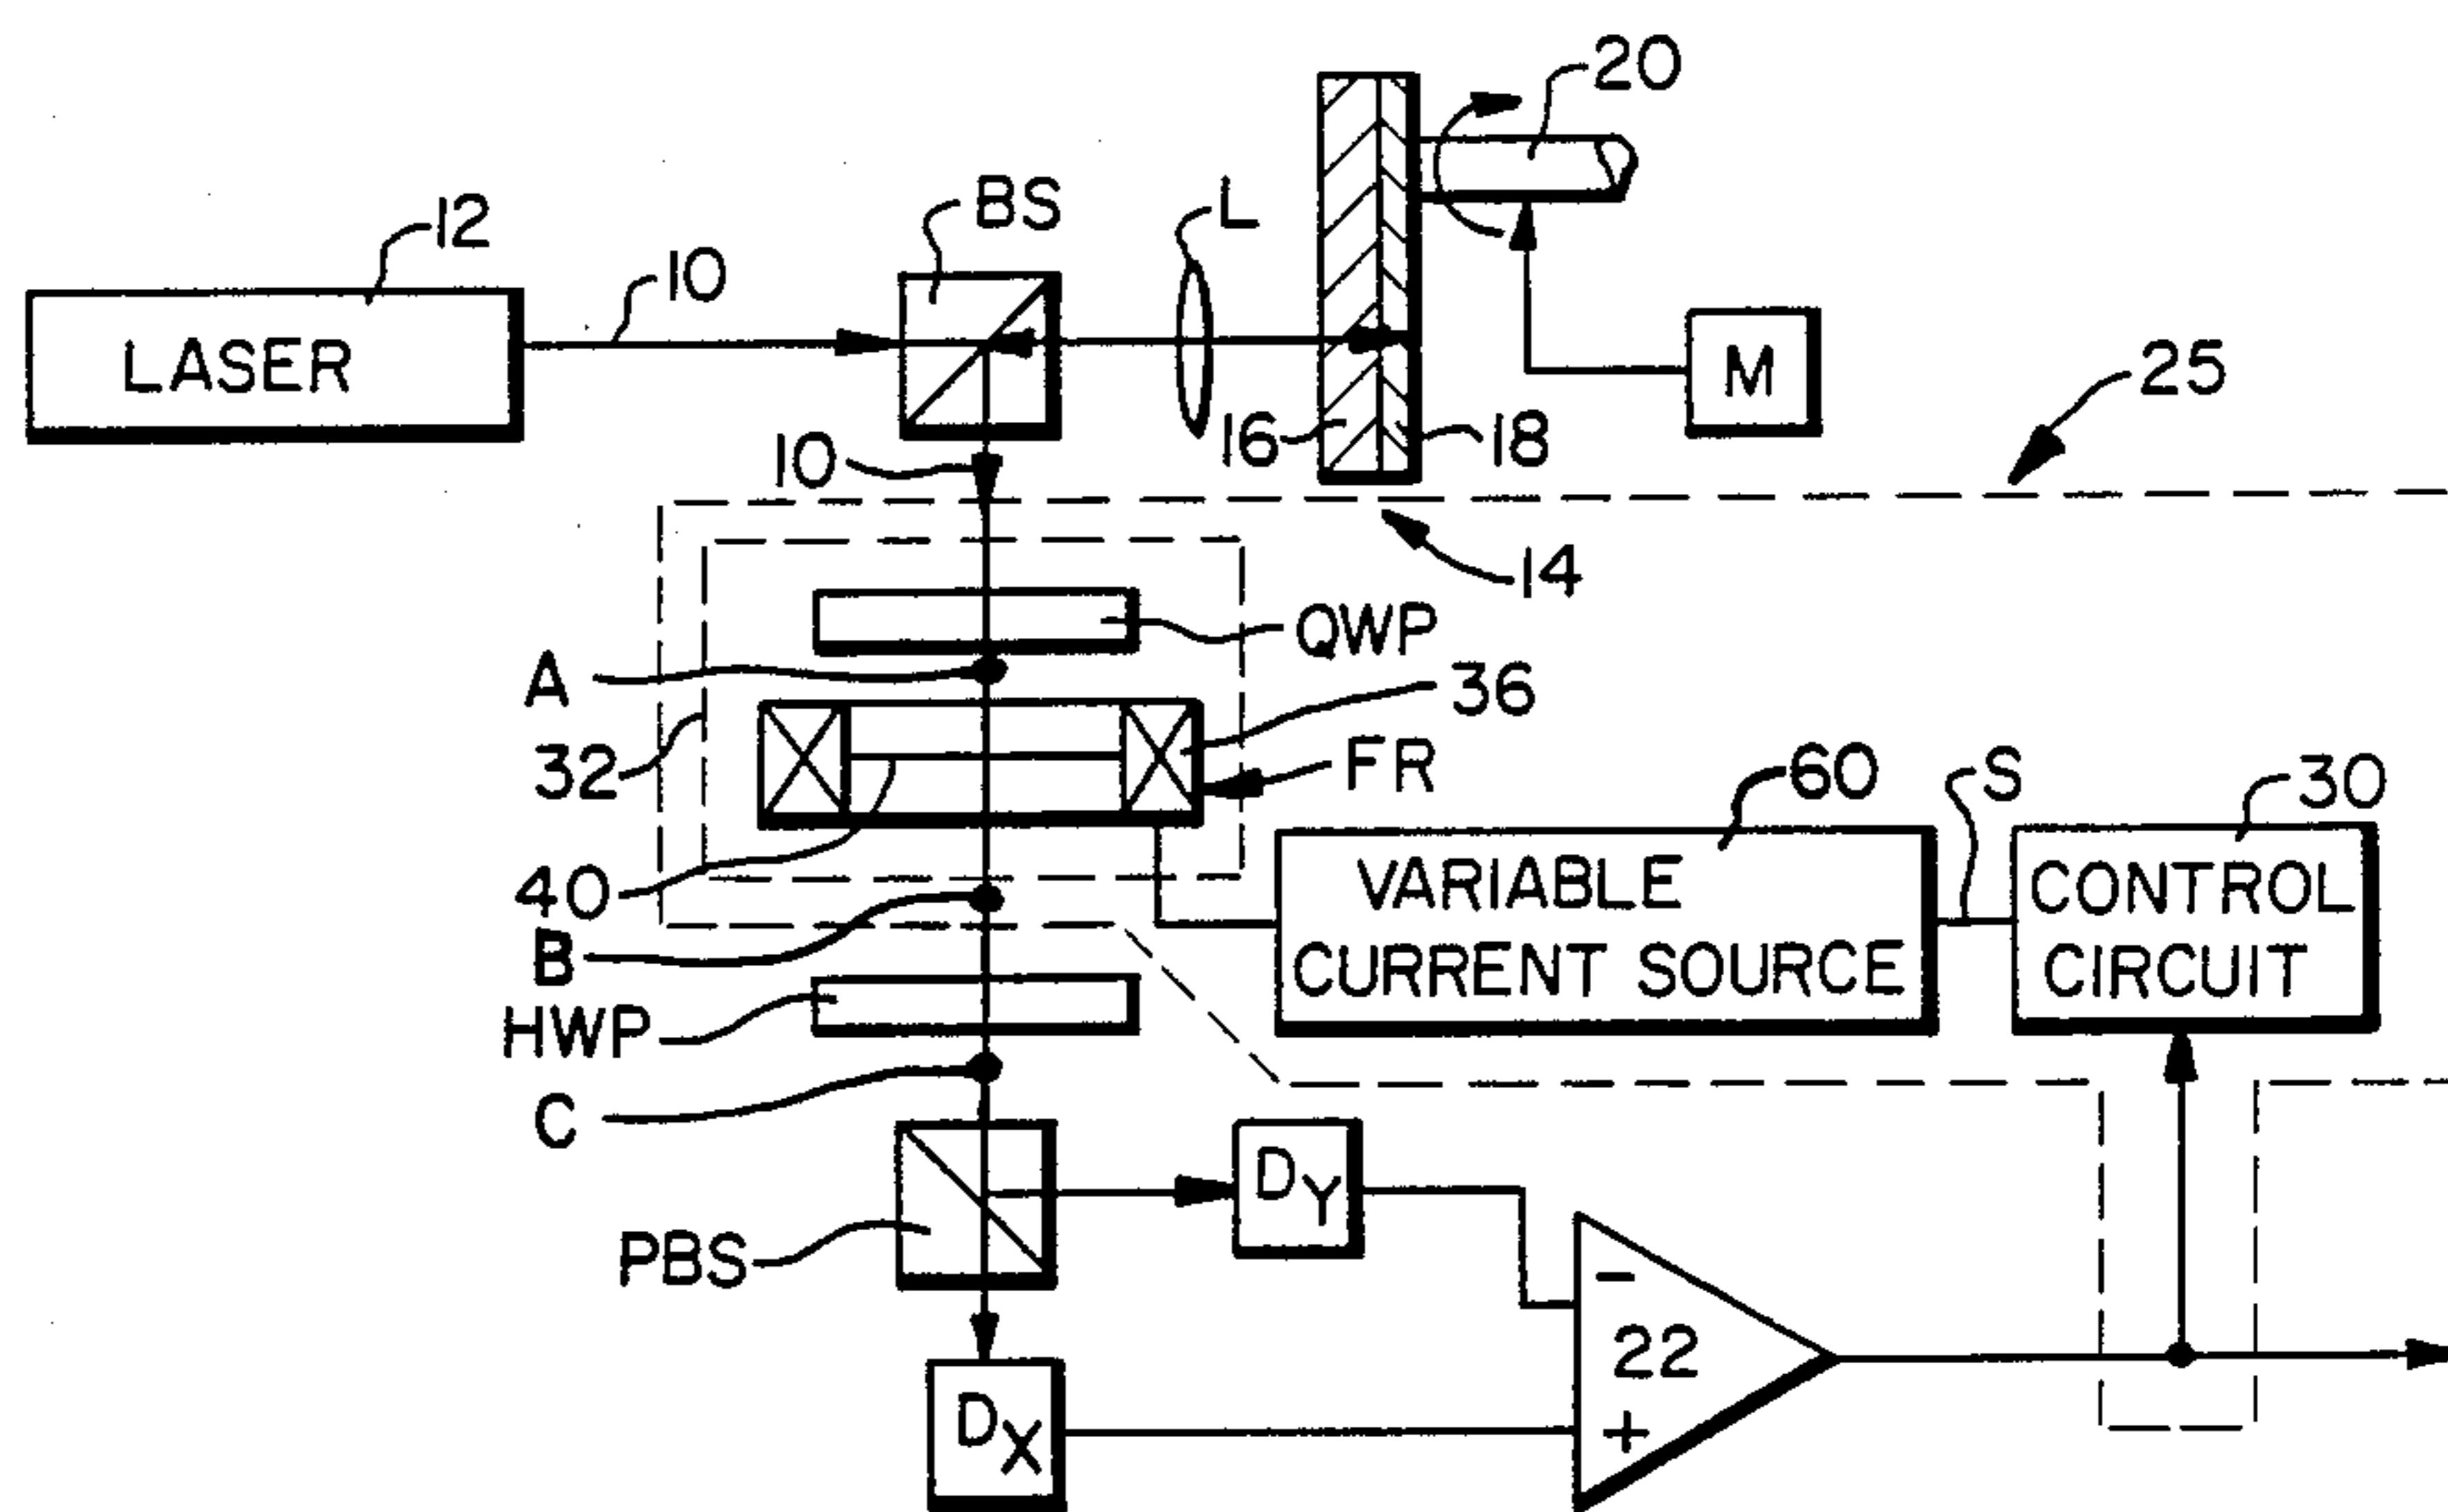 20
12
BS
L
10
LASER
M
25
16
18
10
14
QWP
A
36
32
FR
60
S
30
40
VARIABLE
CURRENT SOURCE
CONTROL
CIRCUIT
B
HWP
C
DY
PBS
-
22
DX
+